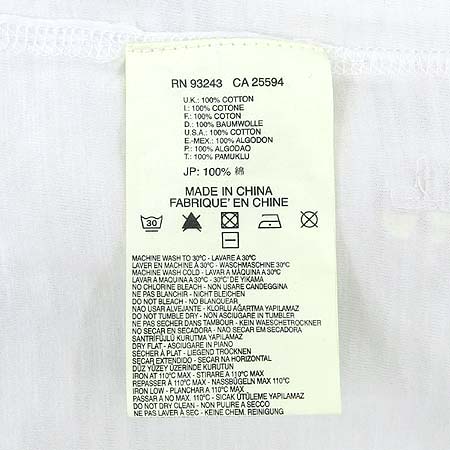 RN 93243 CA 25594
U.K.: 100% COTTON
I.: 100% COTONE
F.: 100% COTON
D.: 100% BAUMWOLLE
U.S.A.: 100% COTTON
E.-MEX.: 100% ALGODON
P.: 100% ALGODAO
T.: 100% PAMUKLU
JP: 100% 綿
MADE IN CHINA
FABRIQUE' EN CHINE
30
MACHINE WASH TO 30°C - LAVARE A 30°C
LAVER EN MACHINE À 30°C - WASCHMASCHINE 30°C
MACHINE WASH COLD - LAVAR A MÁQUINA A 30°C
LAVAR A MAQUINA A 30°C - 30°C DE YIKAMA
NO CHLORINE BLEACH - NON USARE CANDEGGINA
NE PAS BLANCHIR - NICHT BLEICHEN
DO NOT BLEACH - NO BLANQUEAR
NAO USAR ALVEJANTE - KLORLU AĞARTMA YAPILAMAZ
DO NOT TUMBLE DRY - NON ASCIUGARE IN TUMBLER
NE PAS SÉCHER DANS TAMBOUR - KEIN WAESCHETROCKNER
NO SECAR EN SECADORA - NAO SECAR EM SECADORA
SANTRİFÜJLÜ KURUTMA YAPILAMAZ
DRY FLAT - ASCIUGARE IN PIANO
SÉCHER À PLAT - LIEGEND TROCKNEN
SECAR EXTENDIDO - SECAR NA HORIZONTAL
DÜZ YÜZEY ÜZERİNDE KURUTUN
IRON AT 110°C MAX - STIRARE A 110°C MAX
REPASSER À 110°C MAX - NASSBÜGELN MAX 110°C
IRON LOW - PLANCHAR A 110°C MAX
PASSAR A NO MAX. 110°C - SICAK ÜTÜLEME YAPILAMAZ
DO NOT DRY CLEAN - NON PULIRE A SECCO
NE PAS LAVER À SEC - KEINE CHEM. REINIGUNG